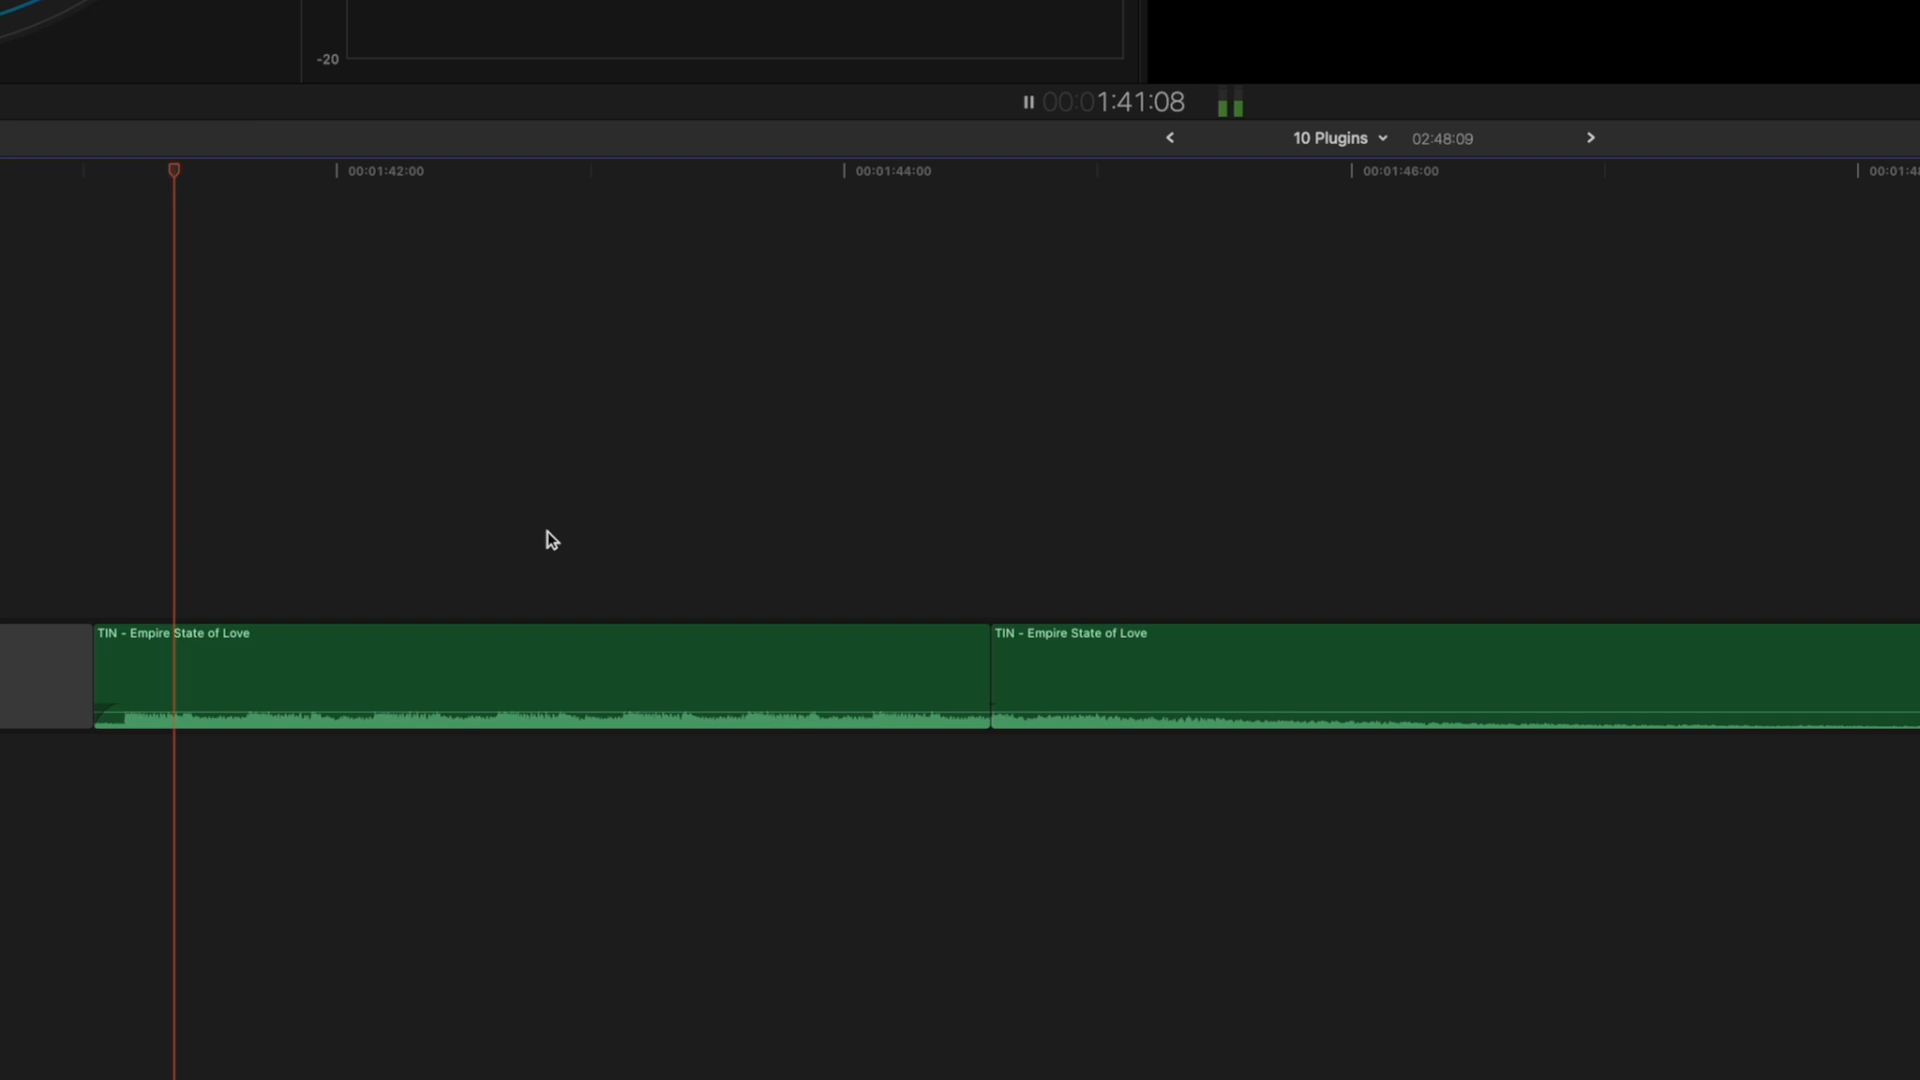 -20
00:01:41:08
10 Plugins 02:48:09
00:01:42:00 00:01:44:00 00:01:46:00
TIN - Empire State of Love TIN - Empire State of Love